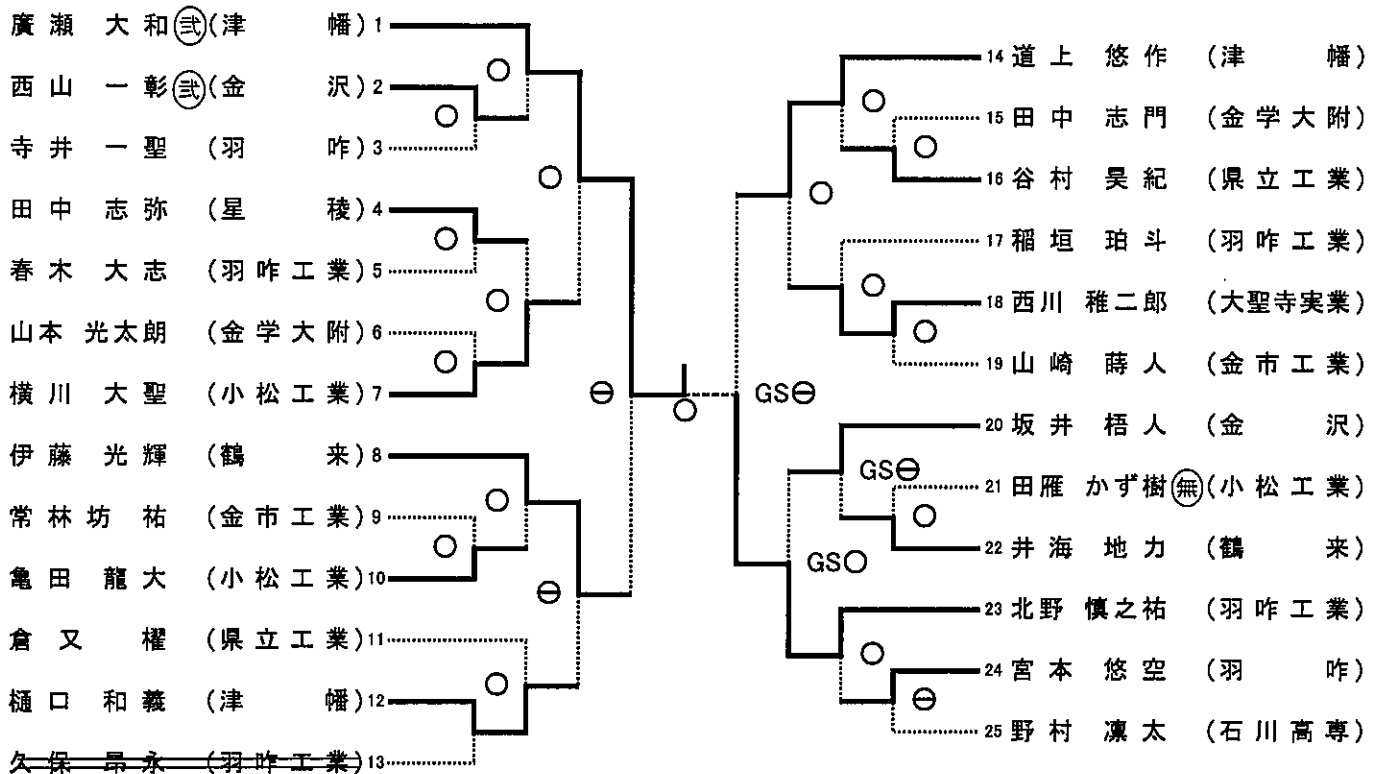 廣瀬 大和 弐 (津 幡) 1
西山 一彰 弐 (金 沢) 2
寺井 一聖 (羽 咋) 3
田中 志弥 (星 稜) 4
春木 大志 (羽咋工業) 5
山本 光太朗 (金学大附) 6
横川 大聖 (小松工業) 7
伊藤 光輝 (鶴 来) 8
常林坊 祐 (金市工業) 9
亀田 龍大 (小松工業) 10
倉又 櫂 (県立工業) 11
樋口 和義 (津 幡) 12
久保 昂永 (羽咋工業) 13
14 道上 悠作 (津 幡)
15 田中 志門 (金学大附)
16 谷村 昊紀 (県立工業)
17 稲垣 珀斗 (羽咋工業)
18 西川 稚二郎 (大聖寺実業)
19 山崎 蒔人 (金市工業)
20 坂井 梧人 (金 沢)
21 田雁 かず樹 無 (小松工業)
22 井海 地力 (鶴 来)
23 北野 慎之祐 (羽咋工業)
24 宮本 悠空 (羽 咋)
25 野村 凛太 (石川高専)
GS
GS
GS